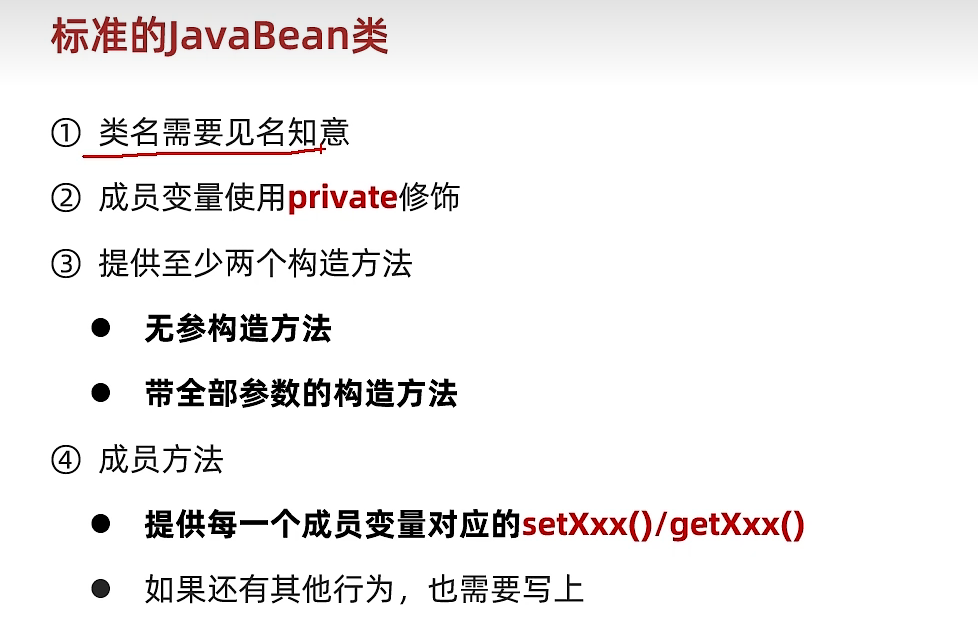 标准的JavaBean类
① 类名需要见名知意
② 成员变量使用private修饰
③ 提供至少两个构造方法
● 无参构造方法
● 带全部参数的构造方法
④ 成员方法
● 提供每一个成员变量对应的setXxx()/getXxx()
● 如果还有其他行为，也需要写上